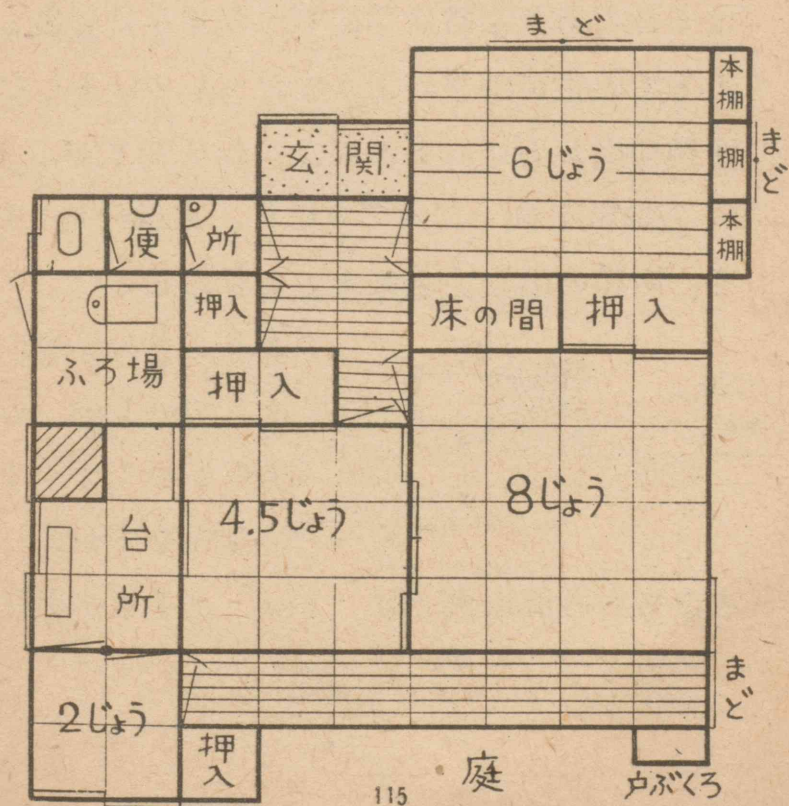 まど
本棚
玄関
6じょう
棚
まど
便所
本棚
押入
床の間
押入
ふろ場
押入
4.5じょう
8じょう
台所
2じょう
まど
押入
庭
戸ぶくろ
115